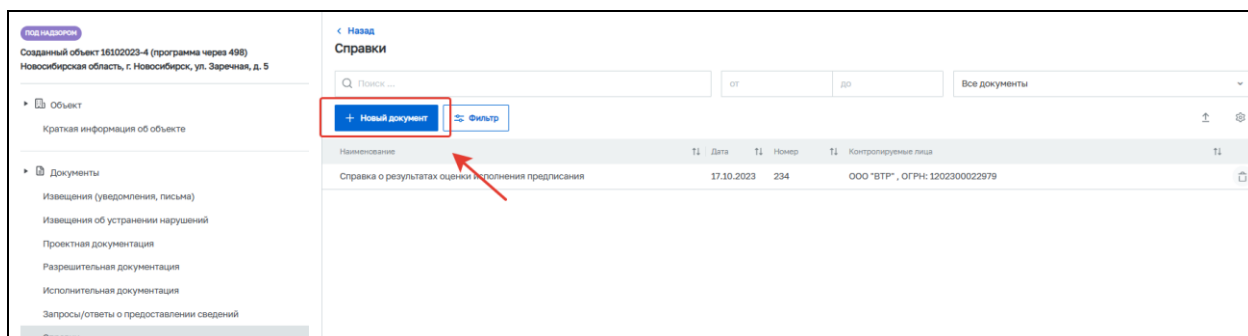 ПОД НАДЗОРОМ
Созданный объект 16102023-4 (программа через 498)
Новосибирская область, г. Новосибирск, ул. Заречная, д. 5
Объект
Краткая информация об объекте
Документы
Извещения (уведомления, письма)
Извещения об устранении нарушений
Проектная документация
Разрешительная документация
Исполнительная документация
Запросы/ответы о предоставлении сведений
Назад
Справки
Поиск ...
от
до
Все документы
+ Новый документ
Фильтр
Наименование Дата Номер Контролируемые лица
Справка о результатах оценки исполнения предписания 17.10.2023 234 ООО "ВТР" , ОГРН: 1202300022979